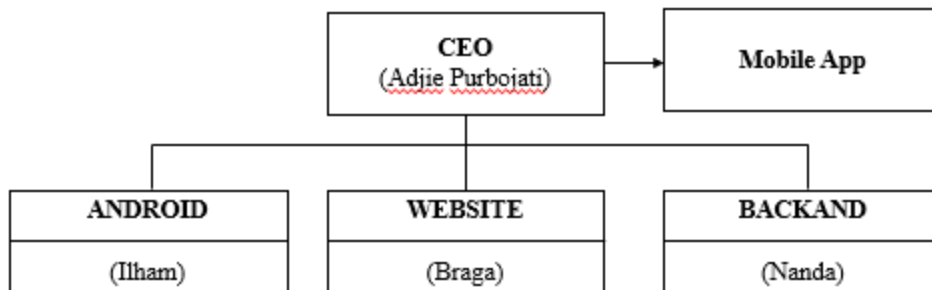 CEO
(Adjie Purbojati)
Mobile App
ANDROID
WEBSITE
BACKAND
(Ilham)
(Braga)
(Nanda)